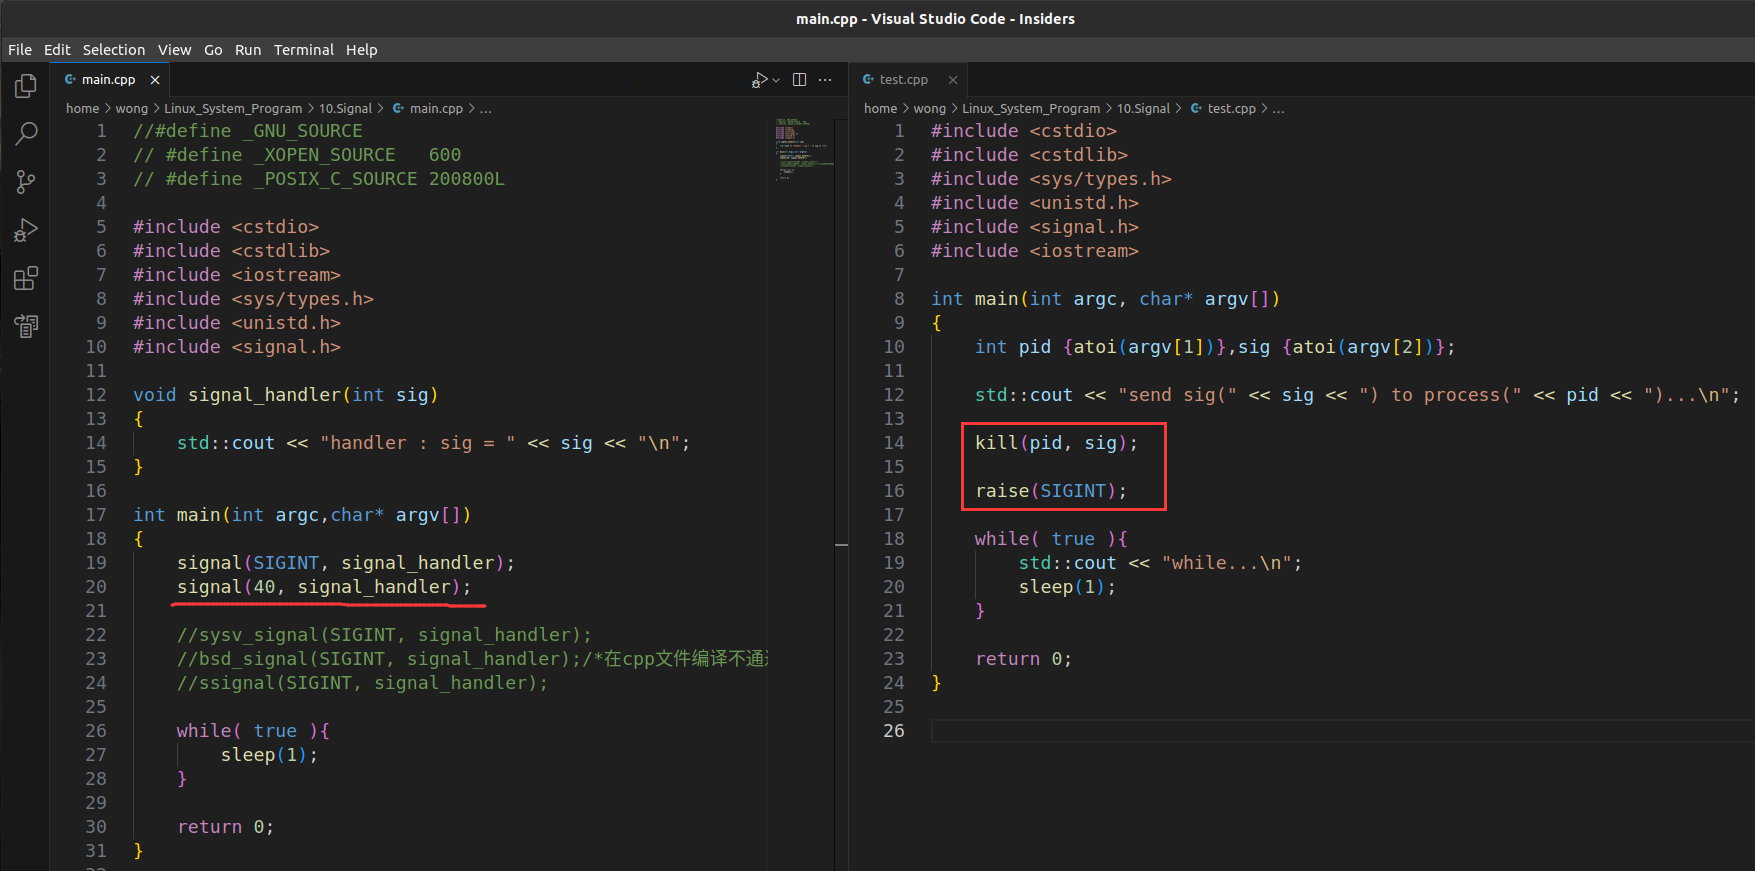 main.cpp - Visual Studio Code - Insiders
File Edit Selection View Go Run Terminal Help
main.cpp
home > wong > Linux_System_Program > 10.Signal > main.cpp > ...
1 //#define _GNU_SOURCE
2 // #define _XOPEN_SOURCE   600
3 // #define _POSIX_C_SOURCE 200800L
4
5 #include <cstdio>
6 #include <cstdlib>
7 #include <iostream>
8 #include <sys/types.h>
9 #include <unistd.h>
10 #include <signal.h>
11
12 void signal_handler(int sig)
13 {
14     std::cout << "handler : sig = " << sig << "\n";
15 }
16
17 int main(int argc,char* argv[])
18 {
19     signal(SIGINT, signal_handler);
20     signal(40, signal_handler);
21
22     //sysv_signal(SIGINT, signal_handler);
23     //bsd_signal(SIGINT, signal_handler);/*在cpp文件编译不通
24     //ssignal(SIGINT, signal_handler);
25
26     while( true ){
27         sleep(1);
28     }
29
30     return 0;
31 }
test.cpp
home > wong > Linux_System_Program > 10.Signal > test.cpp > ...
1 #include <cstdio>
2 #include <cstdlib>
3 #include <sys/types.h>
4 #include <unistd.h>
5 #include <signal.h>
6 #include <iostream>
7
8 int main(int argc, char* argv[])
9 {
10     int pid {atoi(argv[1])},sig {atoi(argv[2])};
11
12     std::cout << "send sig(" << sig << ") to process(" << pid << ")...\n";
13
14     kill(pid, sig);
15
16     raise(SIGINT);
17
18     while( true ){
19         std::cout << "while...\n";
20         sleep(1);
21     }
22
23     return 0;
24 }
25
26